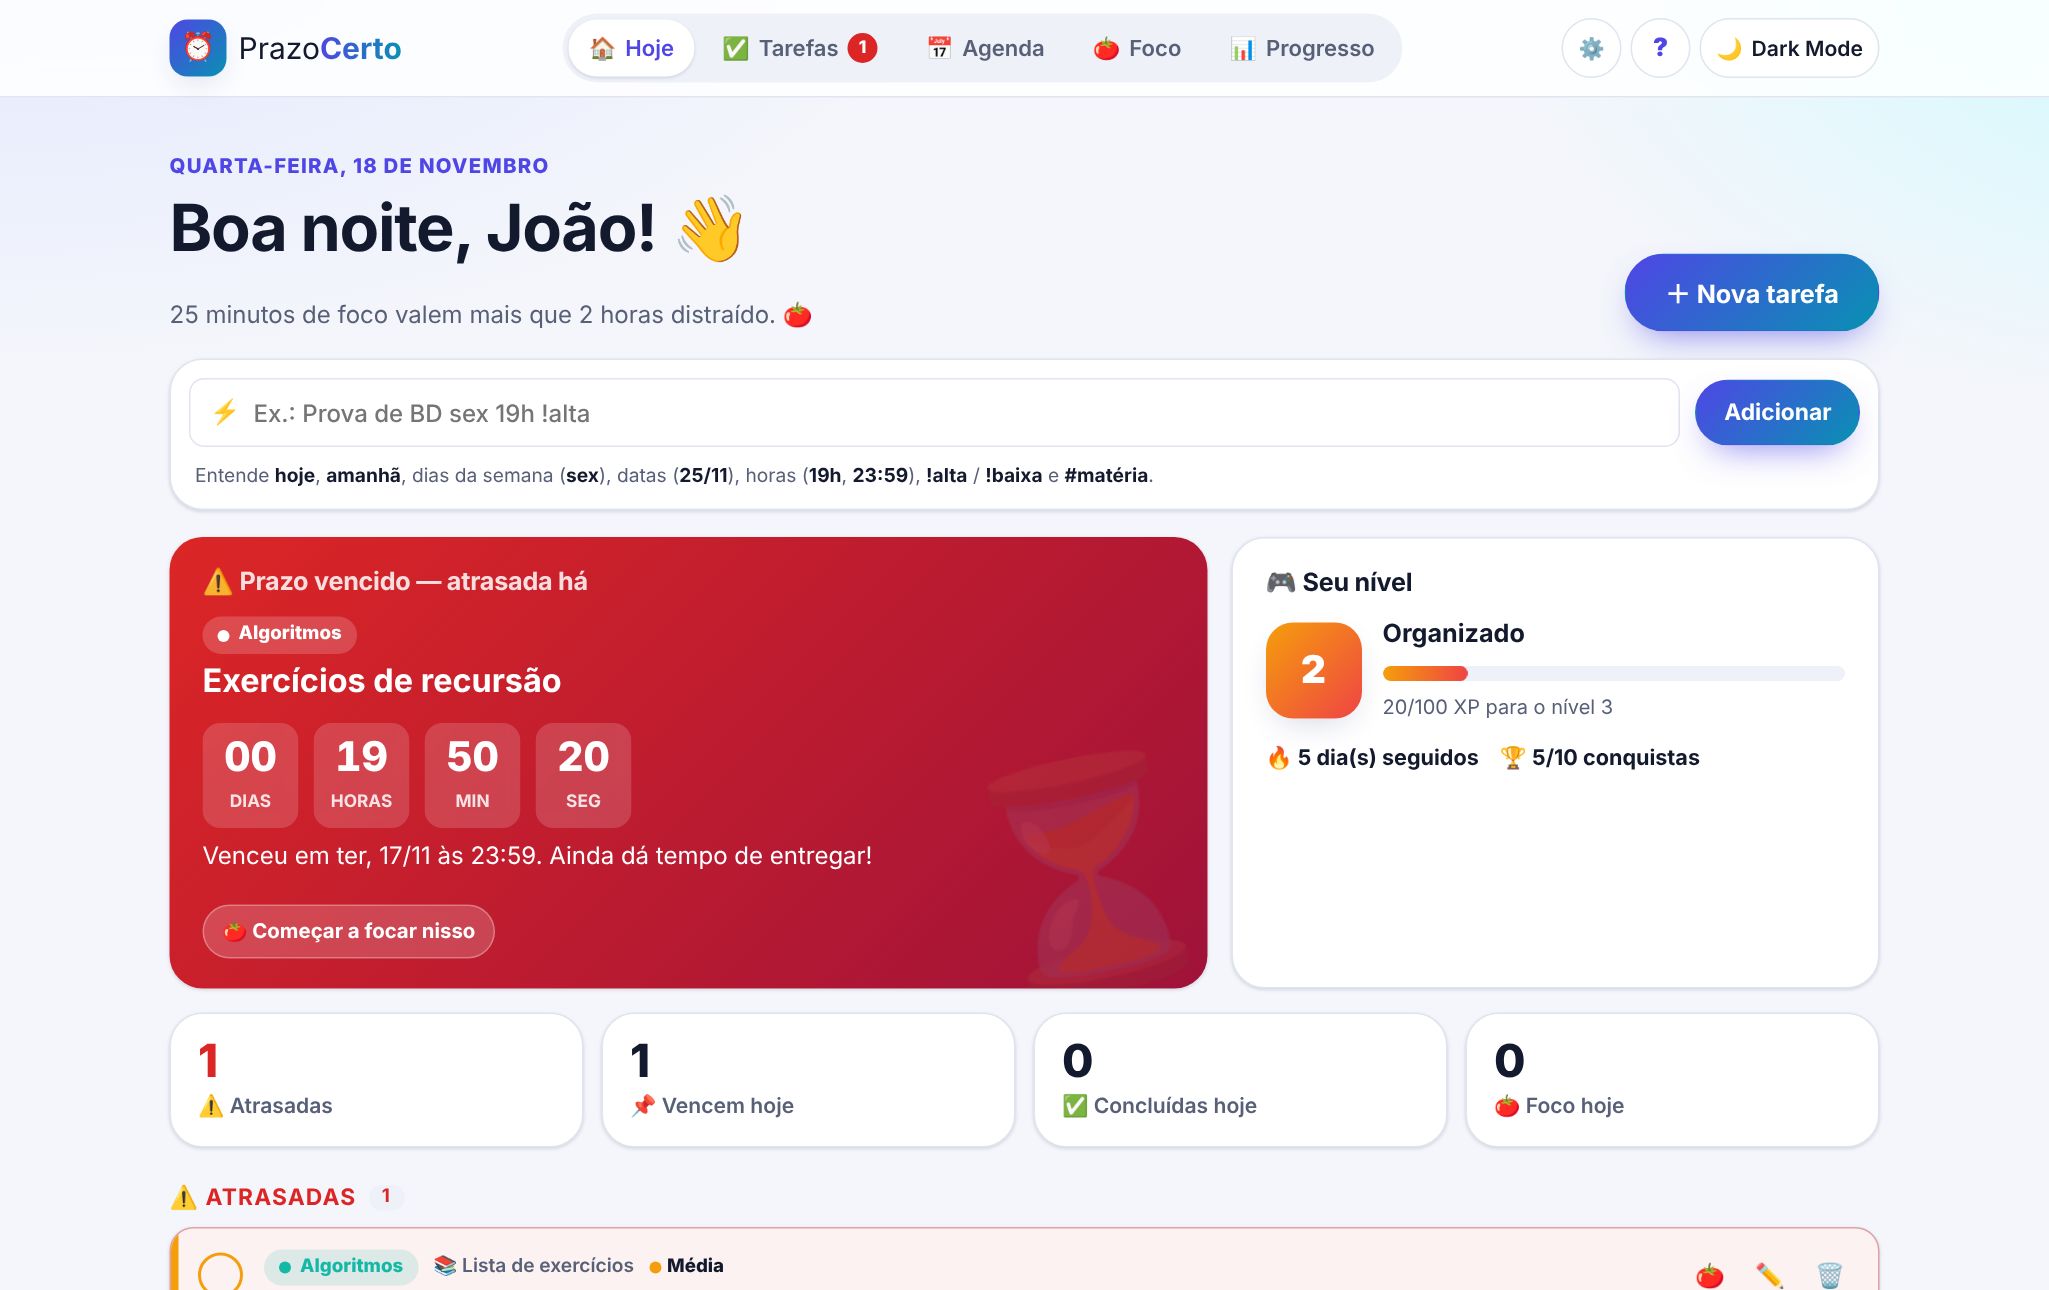 PrazoCerto
Hoje
Tarefas 1
Agenda
Foco
Progresso
?
Dark Mode
QUARTA-FEIRA, 18 DE NOVEMBRO
Boa noite, João!
25 minutos de foco valem mais que 2 horas distraído.
+ Nova tarefa
Ex.: Prova de BD sex 19h !alta
Adicionar
Entende hoje, amanhã, dias da semana (sex), datas (25/11), horas (19h, 23:59), !alta / !baixa e #matéria.
Prazo vencido — atrasada há
Algoritmos
Exercícios de recursão
00 19 50 20
DIAS HORAS MIN SEG
Venceu em ter, 17/11 às 23:59. Ainda dá tempo de entregar!
Começar a focar nisso
Seu nível
2
Organizado
20/100 XP para o nível 3
5 dia(s) seguidos 5/10 conquistas
1
Atrasadas
1
Vencem hoje
0
Concluídas hoje
0
Foco hoje
ATRASADAS 1
Algoritmos Lista de exercícios Média